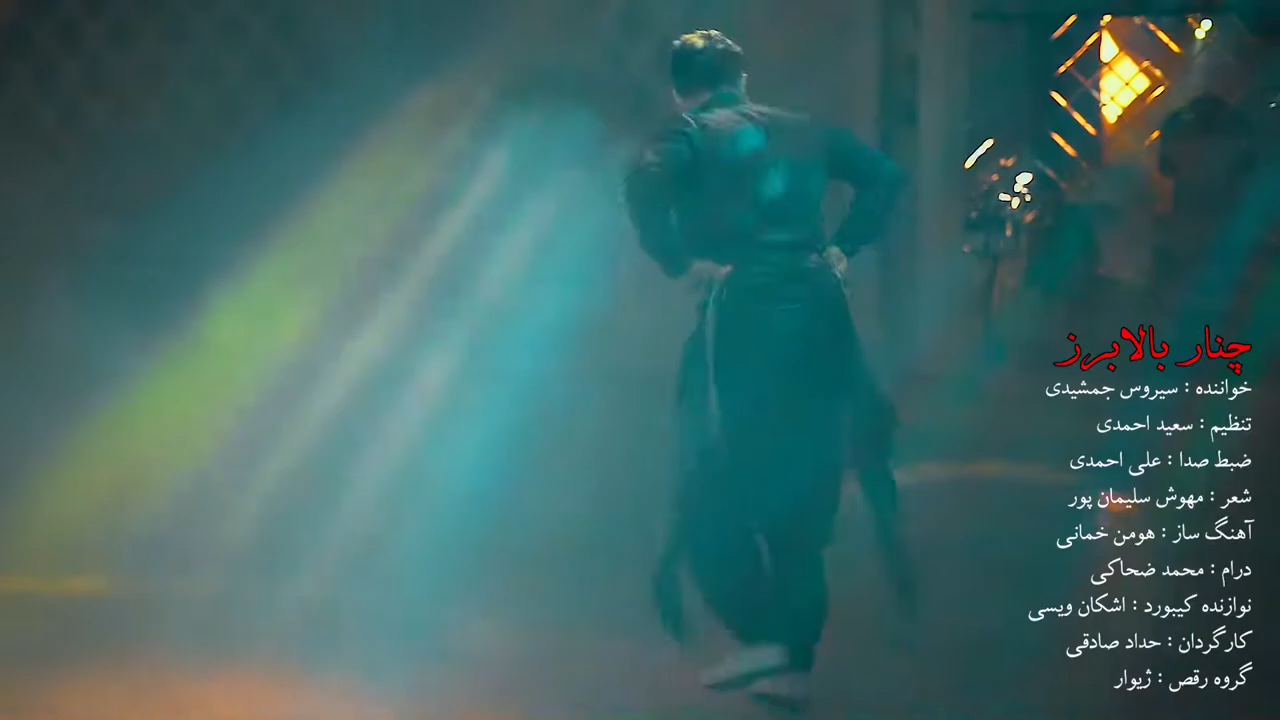 چنار بالابرز
خواننده : سیروس جمشیدی
تنظیم : سعید احمدی
ضبط صدا : علی احمدی
شعر : مهوش سلیمان پور
آهنگ ساز : هومن خمانی
درام : محمد ضحاکی
نوازنده کیبورد : اشکان ویسی
کارگردان : حداد صادقی
گروه رقص : ژیوار